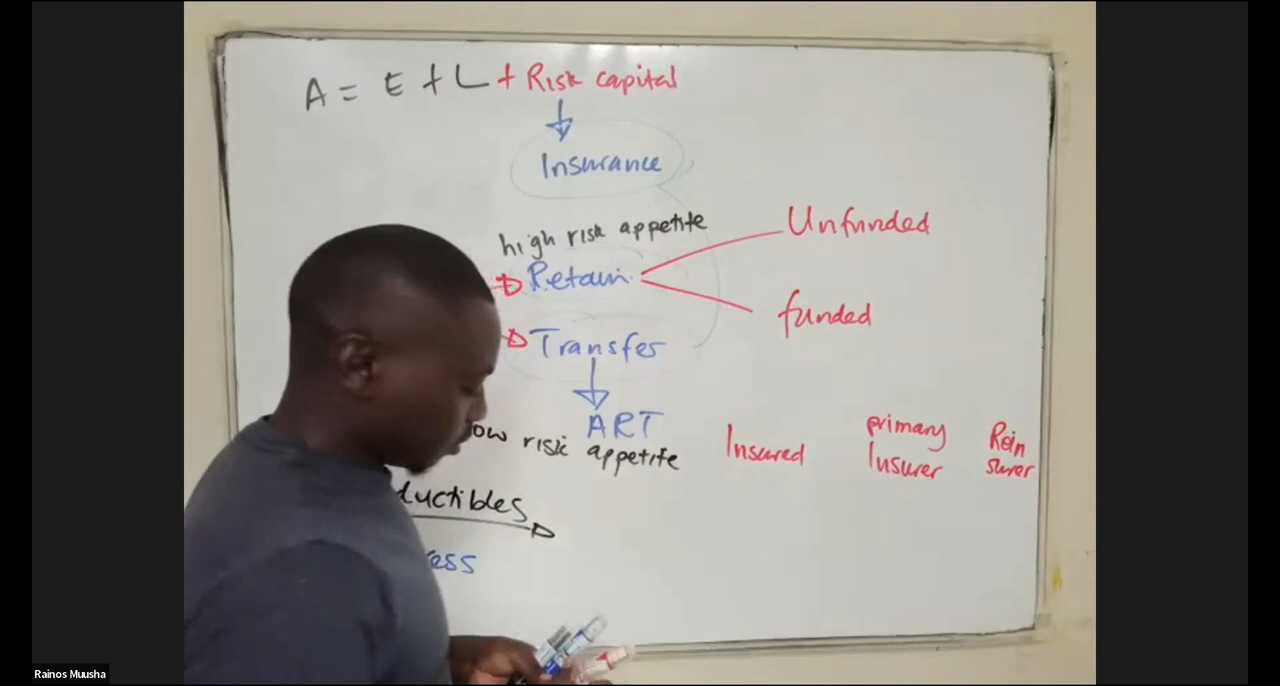 A = E + L + Risk capital
Insurance
high risk appetite
Retain
Unfunded
funded
Transfer
ART
low risk appetite
Insured
primary
Insurer
Rein
surer
ductibles
ess
Rainos Muusha